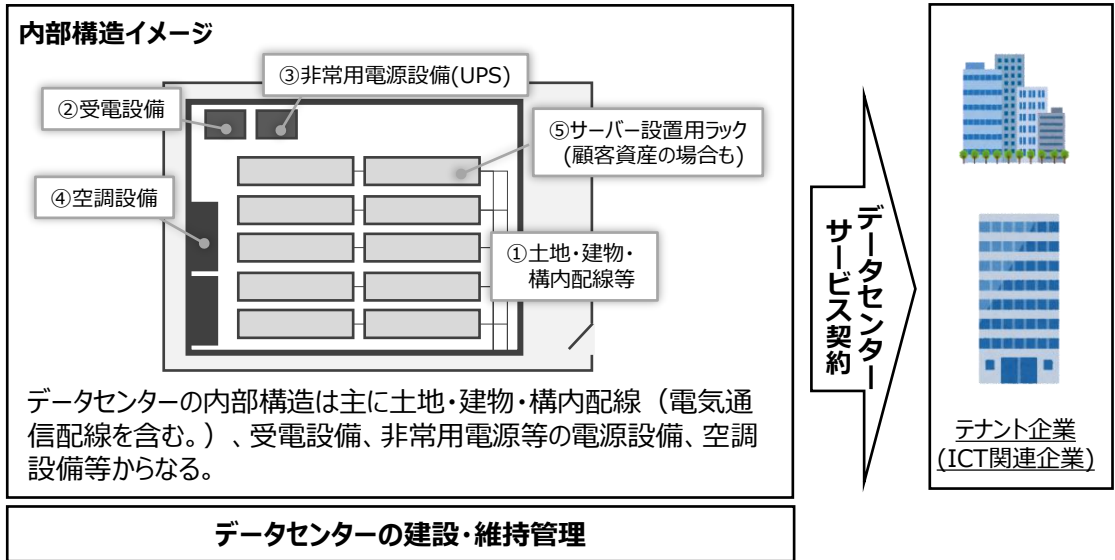 内部構造イメージ
③非常用電源設備(UPS)
②受電設備
⑤サーバー設置用ラック
(顧客資産の場合も)
④空調設備
①土地・建物・
構内配線等
データセンターの内部構造は主に土地・建物・構内配線（電気通
信配線を含む。）、受電設備、非常用電源等の電源設備、空調
設備等からなる。
データセンターの建設・維持管理
データセンター
サービス契約
テナント企業
(ICT関連企業)